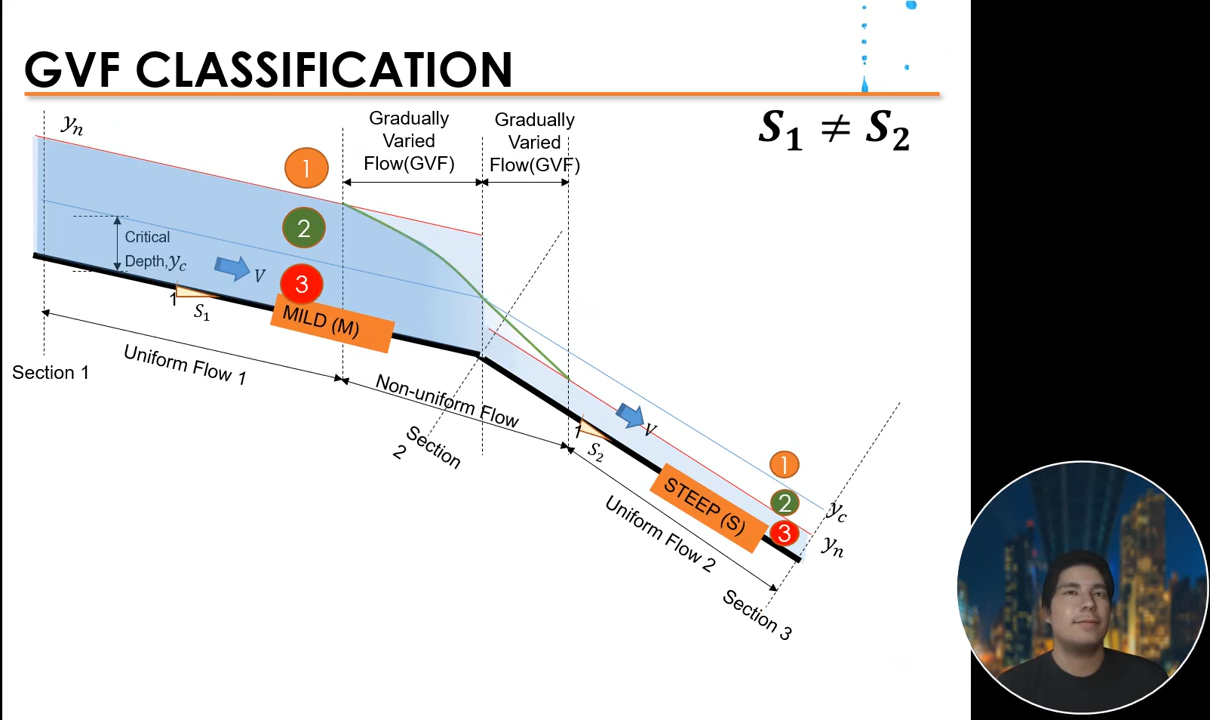 GVF CLASSIFICATION
S₁ ≠ S₂
yₙ
Gradually
Varied
Flow(GVF)
Gradually
Varied
Flow(GVF)
1
2
3
Critical
Depth, y꜀
V
1
S₁
MILD (M)
Section 1
Uniform Flow 1
Non-uniform Flow
Section
2
V
1
S₂
STEEP (S)
Uniform Flow 2
1
2
3
y꜀
yₙ
Section 3